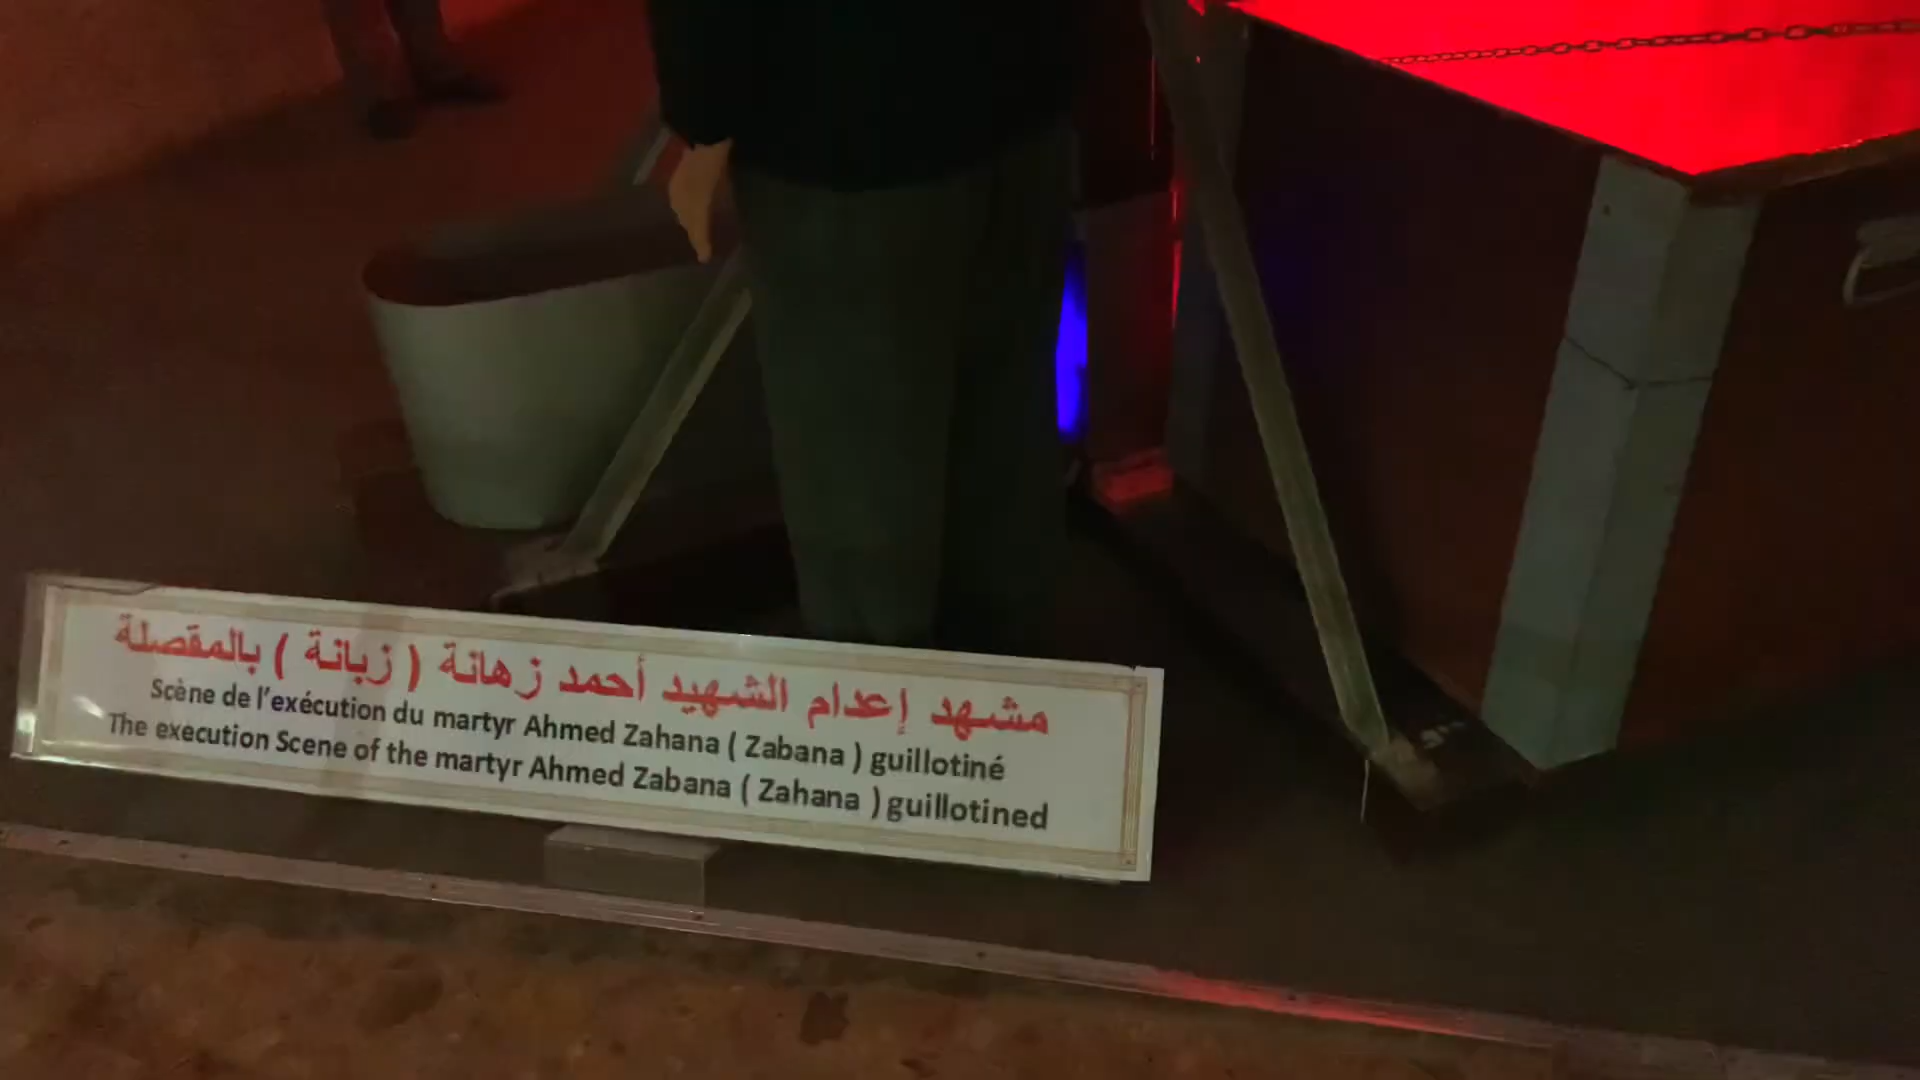 مشهد إعدام الشهيد أحمد زهانة ( زبانة ) بالمقصلة
Scène de l'exécution du martyr Ahmed Zahana ( Zabana ) guillotiné
The execution Scene of the martyr Ahmed Zabana ( Zahana ) guillotined